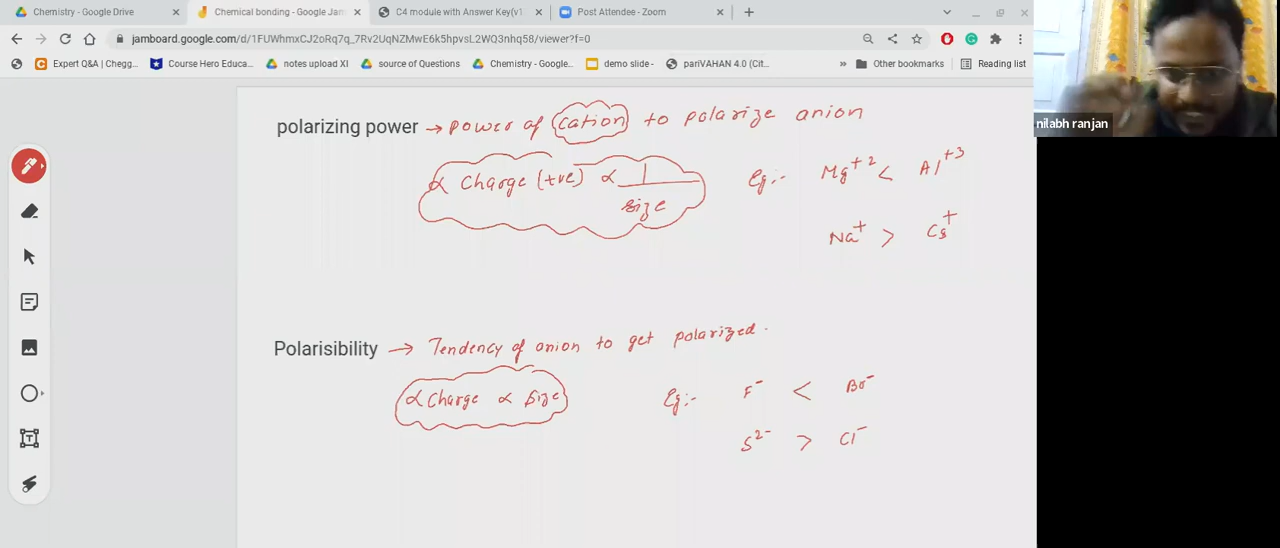 Chemistry - Google Drive
Chemical bonding - Google Jam
C4 module with Answer Key(v1
Post Attendee - Zoom
jamboard.google.com/d/1FUWhmxCJ2oRq7q_7Rv2UqNZMwE6k5hpvsL2WQ3nhq58/viewer?f=0
Expert Q&A | Chegg...
Course Hero Educa...
notes upload XI
source of Questions
Chemistry - Google...
demo slide -
pariVAHAN 4.0 (Cit...
»
Other bookmarks
Reading list
nilabh ranjan
polarizing power → Power of cation to polarize anion
∝ Charge (+ve) ∝ 1/size
Eg:- Mg+2 < Al+3
Na+ > Cs+
Polarisibility → Tendency of anion to get polarized.
∝ Charge ∝ Size
Eg:- F- < Br-
S2- > Cl-